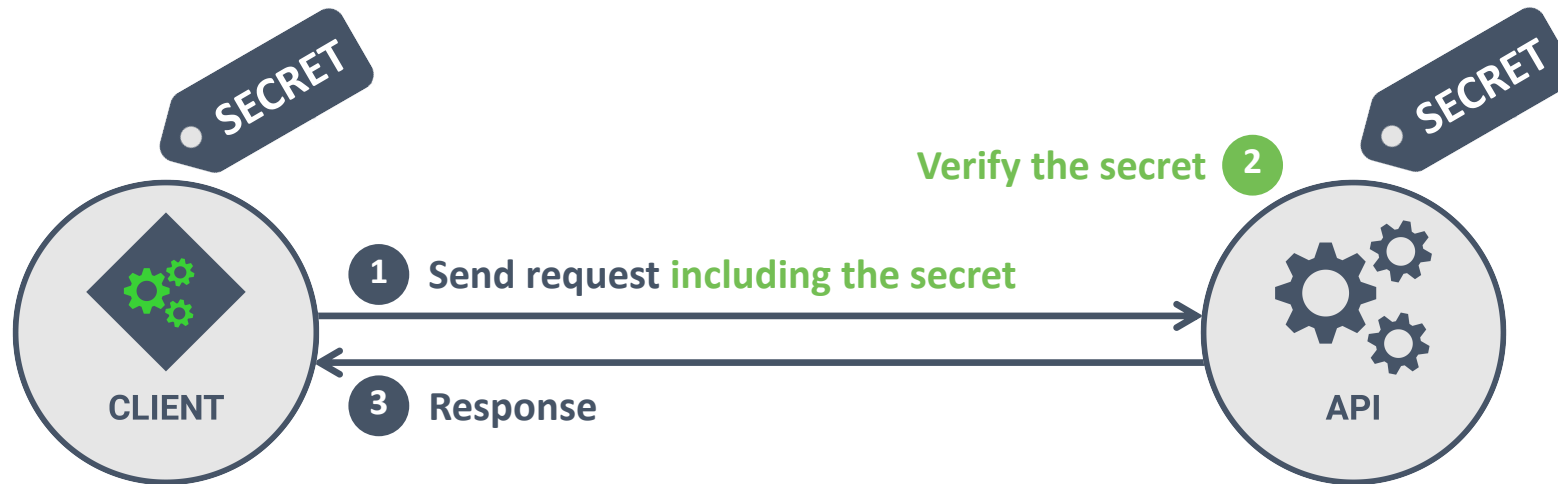 SECRET
SECRET
Verify the secret 2
1 Send request including the secret
CLIENT
3 Response
API